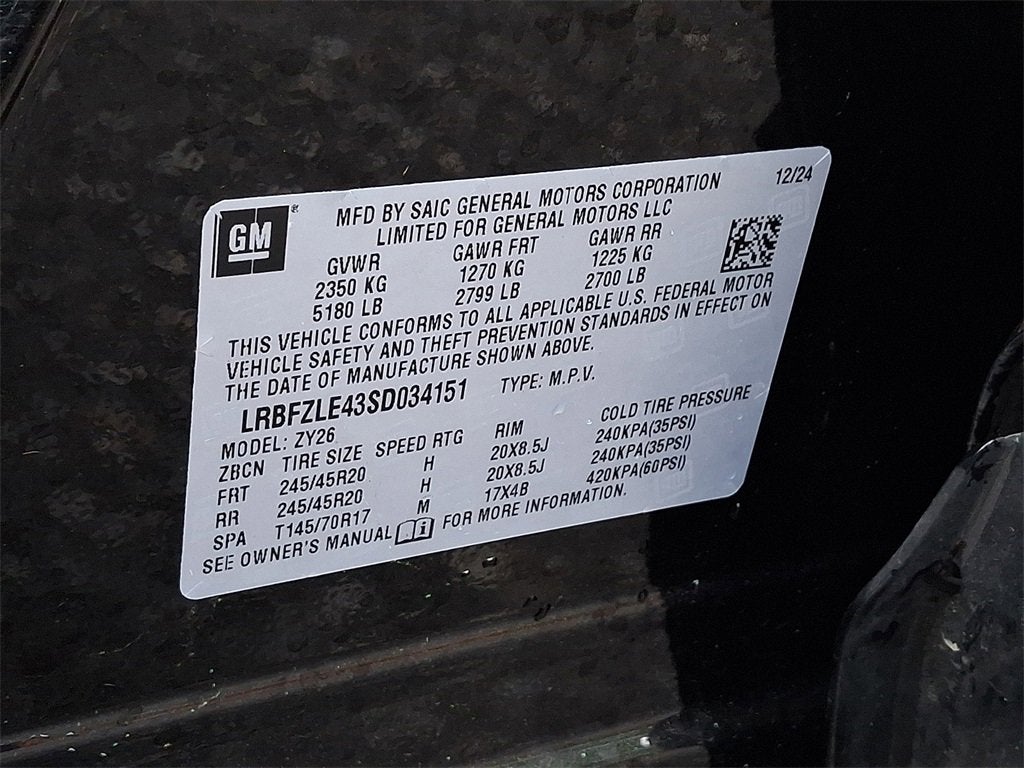 12/24
GM®
MFD BY SAIC GENERAL MOTORS CORPORATION
LIMITED FOR GENERAL MOTORS LLC
GVWR GAWR FRT GAWR RR
2350 KG 1270 KG 1225 KG
5180 LB 2799 LB 2700 LB
THIS VEHICLE CONFORMS TO ALL APPLICABLE U.S. FEDERAL MOTOR
VEHICLE SAFETY AND THEFT PREVENTION STANDARDS IN EFFECT ON
THE DATE OF MANUFACTURE SHOWN ABOVE.
LRBFZLE43SD034151 TYPE: M.P.V.
MODEL: ZY26
ZBCN TIRE SIZE SPEED RTG RIM COLD TIRE PRESSURE
FRT 245/45R20 H 20X8.5J 240KPA(35PSI)
RR 245/45R20 H 20X8.5J 240KPA(35PSI)
SPA T145/70R17 M 17X4B 420KPA(60PSI)
SEE OWNER'S MANUAL FOR MORE INFORMATION.